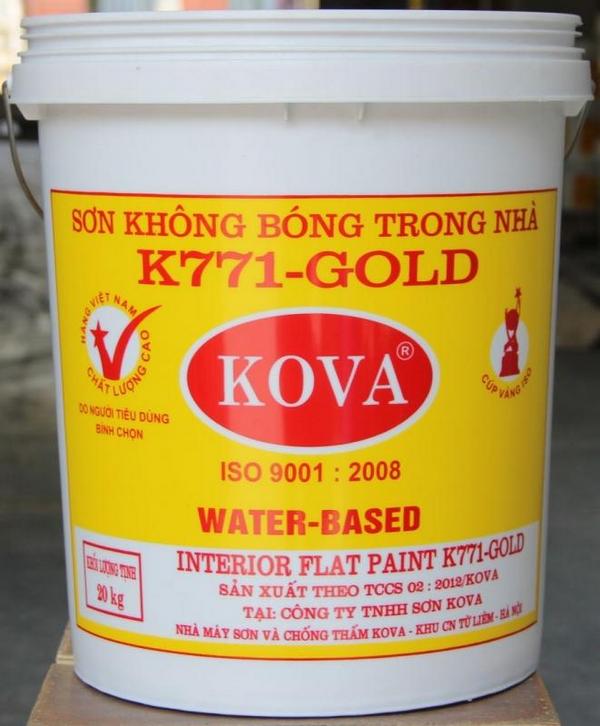 SƠN KHÔNG BÓNG TRONG NHÀ
K771-GOLD
HÀNG VIỆT NAM
CHẤT LƯỢNG CAO
DO NGƯỜI TIÊU DÙNG
BÌNH CHỌN
KOVA®
CÚP VÀNG ISO
ISO 9001 : 2008
WATER-BASED
KHỐI LƯỢNG TỊNH
20 kg
INTERIOR FLAT PAINT K771-GOLD
SẢN XUẤT THEO TCCS 02 : 2012/KOVA
TẠI: CÔNG TY TNHH SƠN KOVA
NHÀ MÁY SƠN VÀ CHỐNG THẤM KOVA - KHU CN TỪ LIÊM - HÀ NỘI